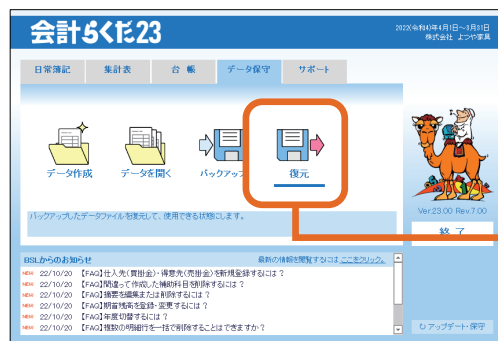 会計らくだ23
2022(令和4)年4月1日～3月31日
株式会社 よつや家具
日常簿記 集計表 台 帳 データ保守 サポート
データ作成 データを開く バックアップ 復元
バックアップしたデータファイルを復元して、使用できる状態にします。
Ver.23.00 Rev.7.00
終 了
BSLからのお知らせ 最新の情報を閲覧するには ここをクリック。
NEW 22/10/20 【FAQ】仕入先(買掛金)・得意先(売掛金)を新規登録するには？
NEW 22/10/20 【FAQ】間違って作成した補助科目を削除するには？
NEW 22/10/20 【FAQ】摘要を編集または削除するには？
NEW 22/10/20 【FAQ】期首残高を登録・変更するには？
NEW 22/10/20 【FAQ】年度切替するには？
NEW 22/10/20 【FAQ】複数の明細行を一括で削除することはできますか？
アップデート・保守